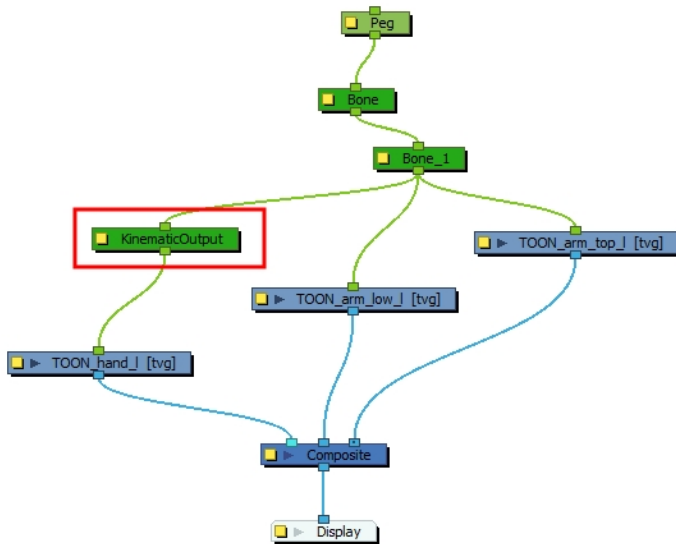 Peg
Bone
Bone_1
KinematicOutput
TOON_arm_top_l [tvg]
TOON_arm_low_l [tvg]
TOON_hand_l [tvg]
Composite
Display